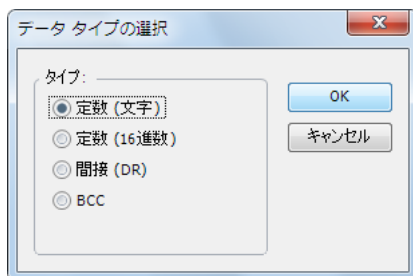 データ タイプの選択
タイプ:
定数 (文字)
定数 (16進数)
間接 (DR)
BCC
OK
キャンセル